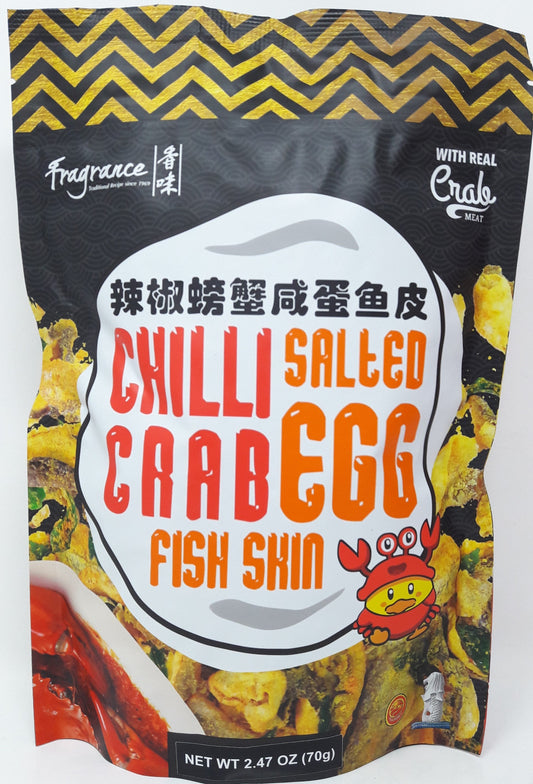 Fragrance 香味
Traditional Recipe since 1969
WITH REAL
Crab
MEAT
辣椒螃蟹咸蛋鱼皮
CHILLI SALTED
CRAB EGG
FISH SKIN
NET WT 2.47 OZ (70g)